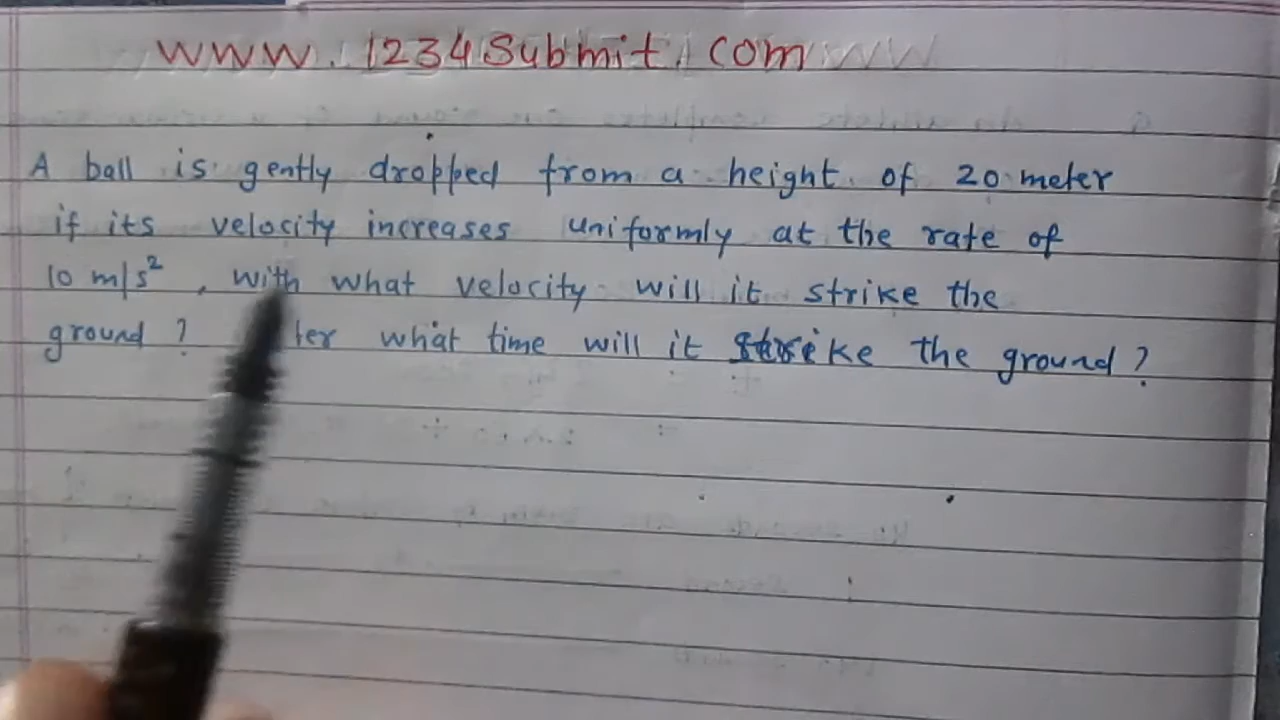 www.1234Submit.com
A ball is gently dropped from a height of 20 meter
if its velocity increases uniformly at the rate of
10 m/s², with what velocity will it strike the
ground? ter what time will it strike the ground?